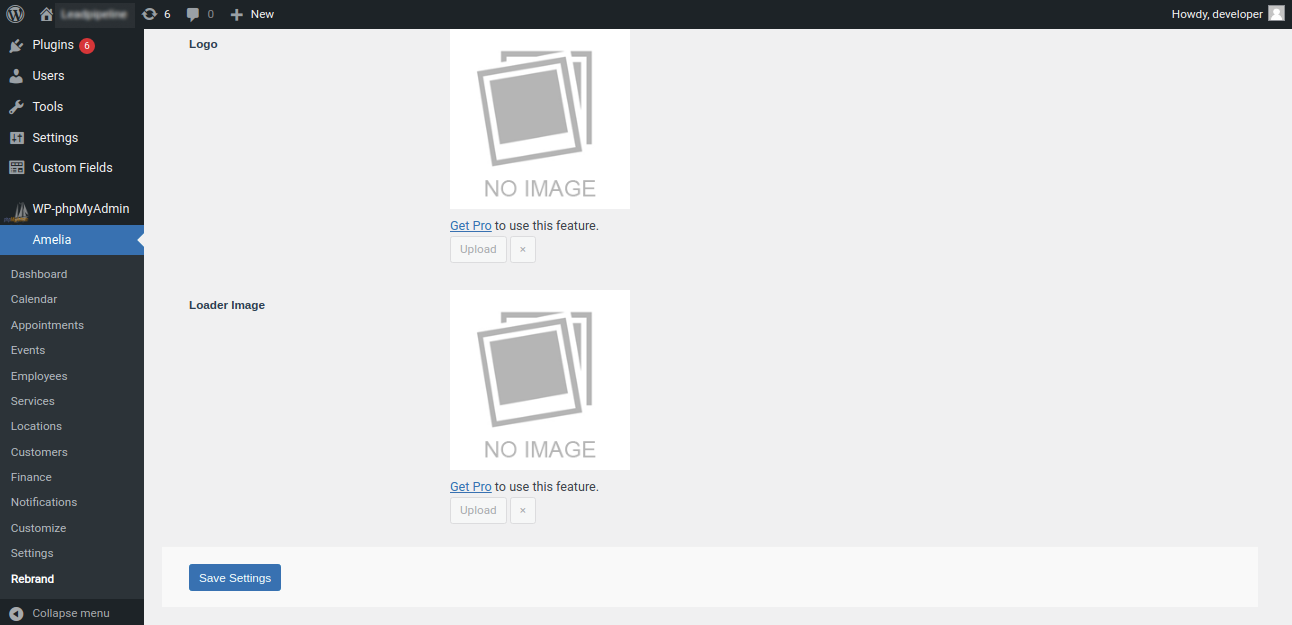 6 0 New Howdy, developer
Plugins 6
Users
Tools
Settings
Custom Fields
WP-phpMyAdmin
Amelia
Dashboard
Calendar
Appointments
Events
Employees
Services
Locations
Customers
Finance
Notifications
Customize
Settings
Rebrand
Collapse menu
Logo
NO IMAGE
Get Pro to use this feature.
Upload ×
Loader Image
NO IMAGE
Get Pro to use this feature.
Upload ×
Save Settings